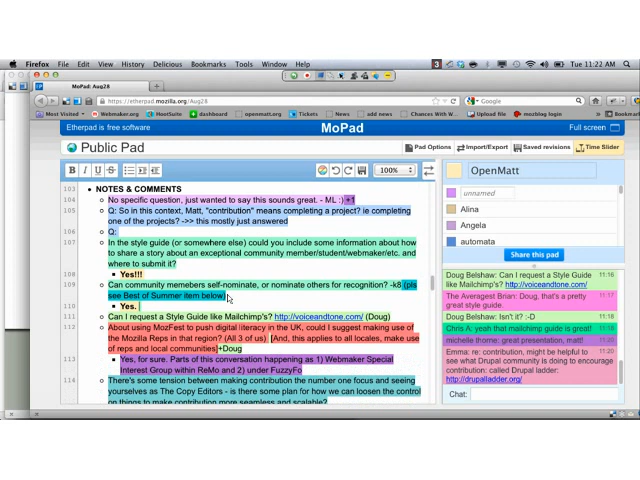 Firefox File Edit View History Delicious Bookmarks Tools Window Help
3 Tue 11:22 AM
MoPad: Aug28
https://etherpad.mozilla.org/Aug28
Google
Most Visited Webmaker.org HootSuite dashboard openmatt.org Tickets News add news Chances With W... Upload file mozblog login Bookmark
Etherpad is free software
MoPad
Full screen
Public Pad
Pad Options Import/Export Saved revisions Time Slider
B I U S
100%
OpenMatt
unnamed
Alina
Angela
automata
Share this pad
103 NOTES & COMMENTS
104 No specific question, just wanted to say this sounds great. - ML :) +1
105 Q: So in this context, Matt, "contribution" means completing a project? ie completing
one of the projects? ->> this mostly just answered
106 Q:
107 In the style guide (or somewhere else) could you include some information about how
to share a story about an exceptional community member/student/webmaker/etc. and
where to submit it?
108 Yes!!!
109 Can community memebers self-nominate, or nominate others for recognition? -k8 (pls
see Best of Summer item below)
110 Yes.
111 Can I request a Style Guide like Mailchimp's? http://voiceandtone.com/ (Doug)
112 About using MozFest to push digital literacy in the UK, could I suggest making use of
the Mozilla Reps in that region? (All 3 of us) [And, this applies to all locales, make use
of reps and local communities]+Doug
113 Yes, for sure. Parts of this conversation happening as 1) Webmaker Special
Interest Group within ReMo and 2) under FuzzyFo
114 There's some tension between making contribution the number one focus and seeing
yourselves as The Copy Editors - is there some plan for how we can loosen the control
on things to make contribution more seamless and scalable?
Doug Belshaw: Can I request a Style Guide 11:16
like Mailchimp's? http://voiceandtone.com/
The Averagest Brian: Doug, that's a pretty 11:19
great style guide.
Doug Belshaw: Isn't it? :-D 11:18
Chris A: yeah that mailchimp guide is great! 11:18
michelle thorne: great presentation, matt! 11:20
Emma: re: contribution, might be helpful to 11:20
see what Drupal community is doing to encourage
contribution: called Drupal ladder:
http://drupalladder.org/
Chat: